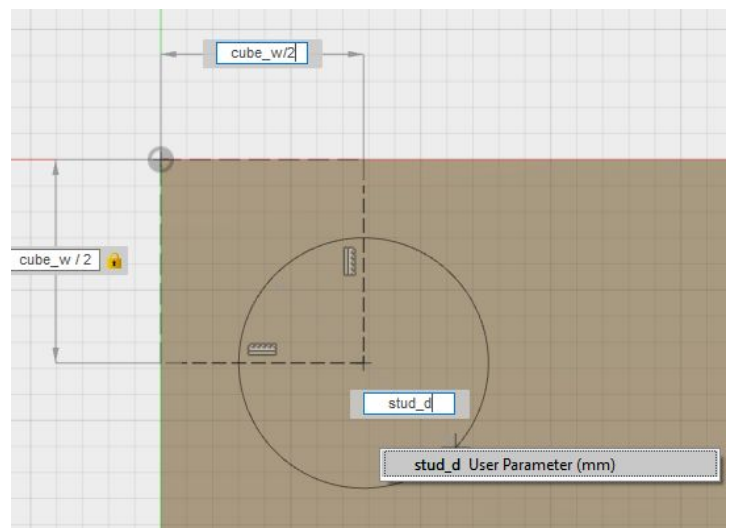 cube_w/2
cube_w / 2
stud_d
stud_d User Parameter (mm)